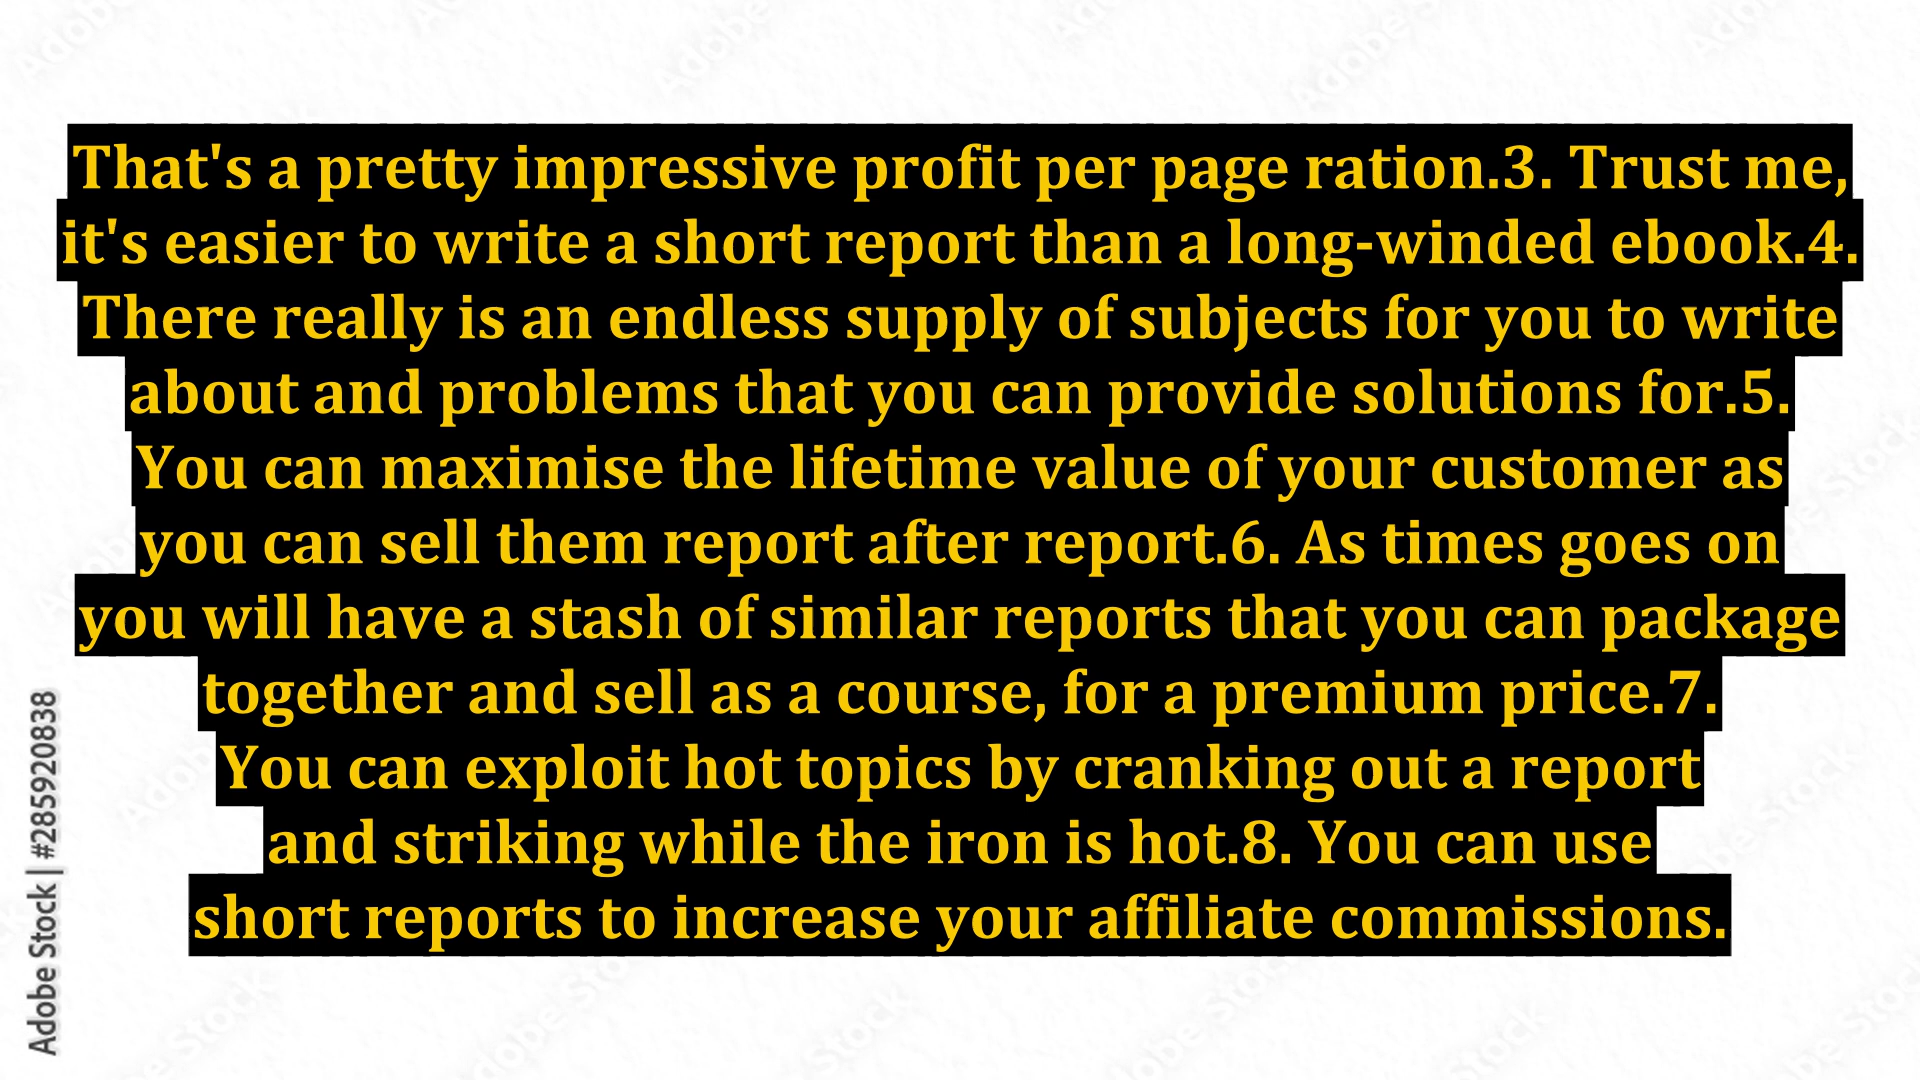 That's a pretty impressive profit per page ration.3. Trust me,
it's easier to write a short report than a long-winded ebook.4.
There really is an endless supply of subjects for you to write
about and problems that you can provide solutions for.5.
You can maximise the lifetime value of your customer as
you can sell them report after report.6. As times goes on
you will have a stash of similar reports that you can package
together and sell as a course, for a premium price.7.
You can exploit hot topics by cranking out a report
and striking while the iron is hot.8. You can use
short reports to increase your affiliate commissions.
Adobe Stock | #285920838